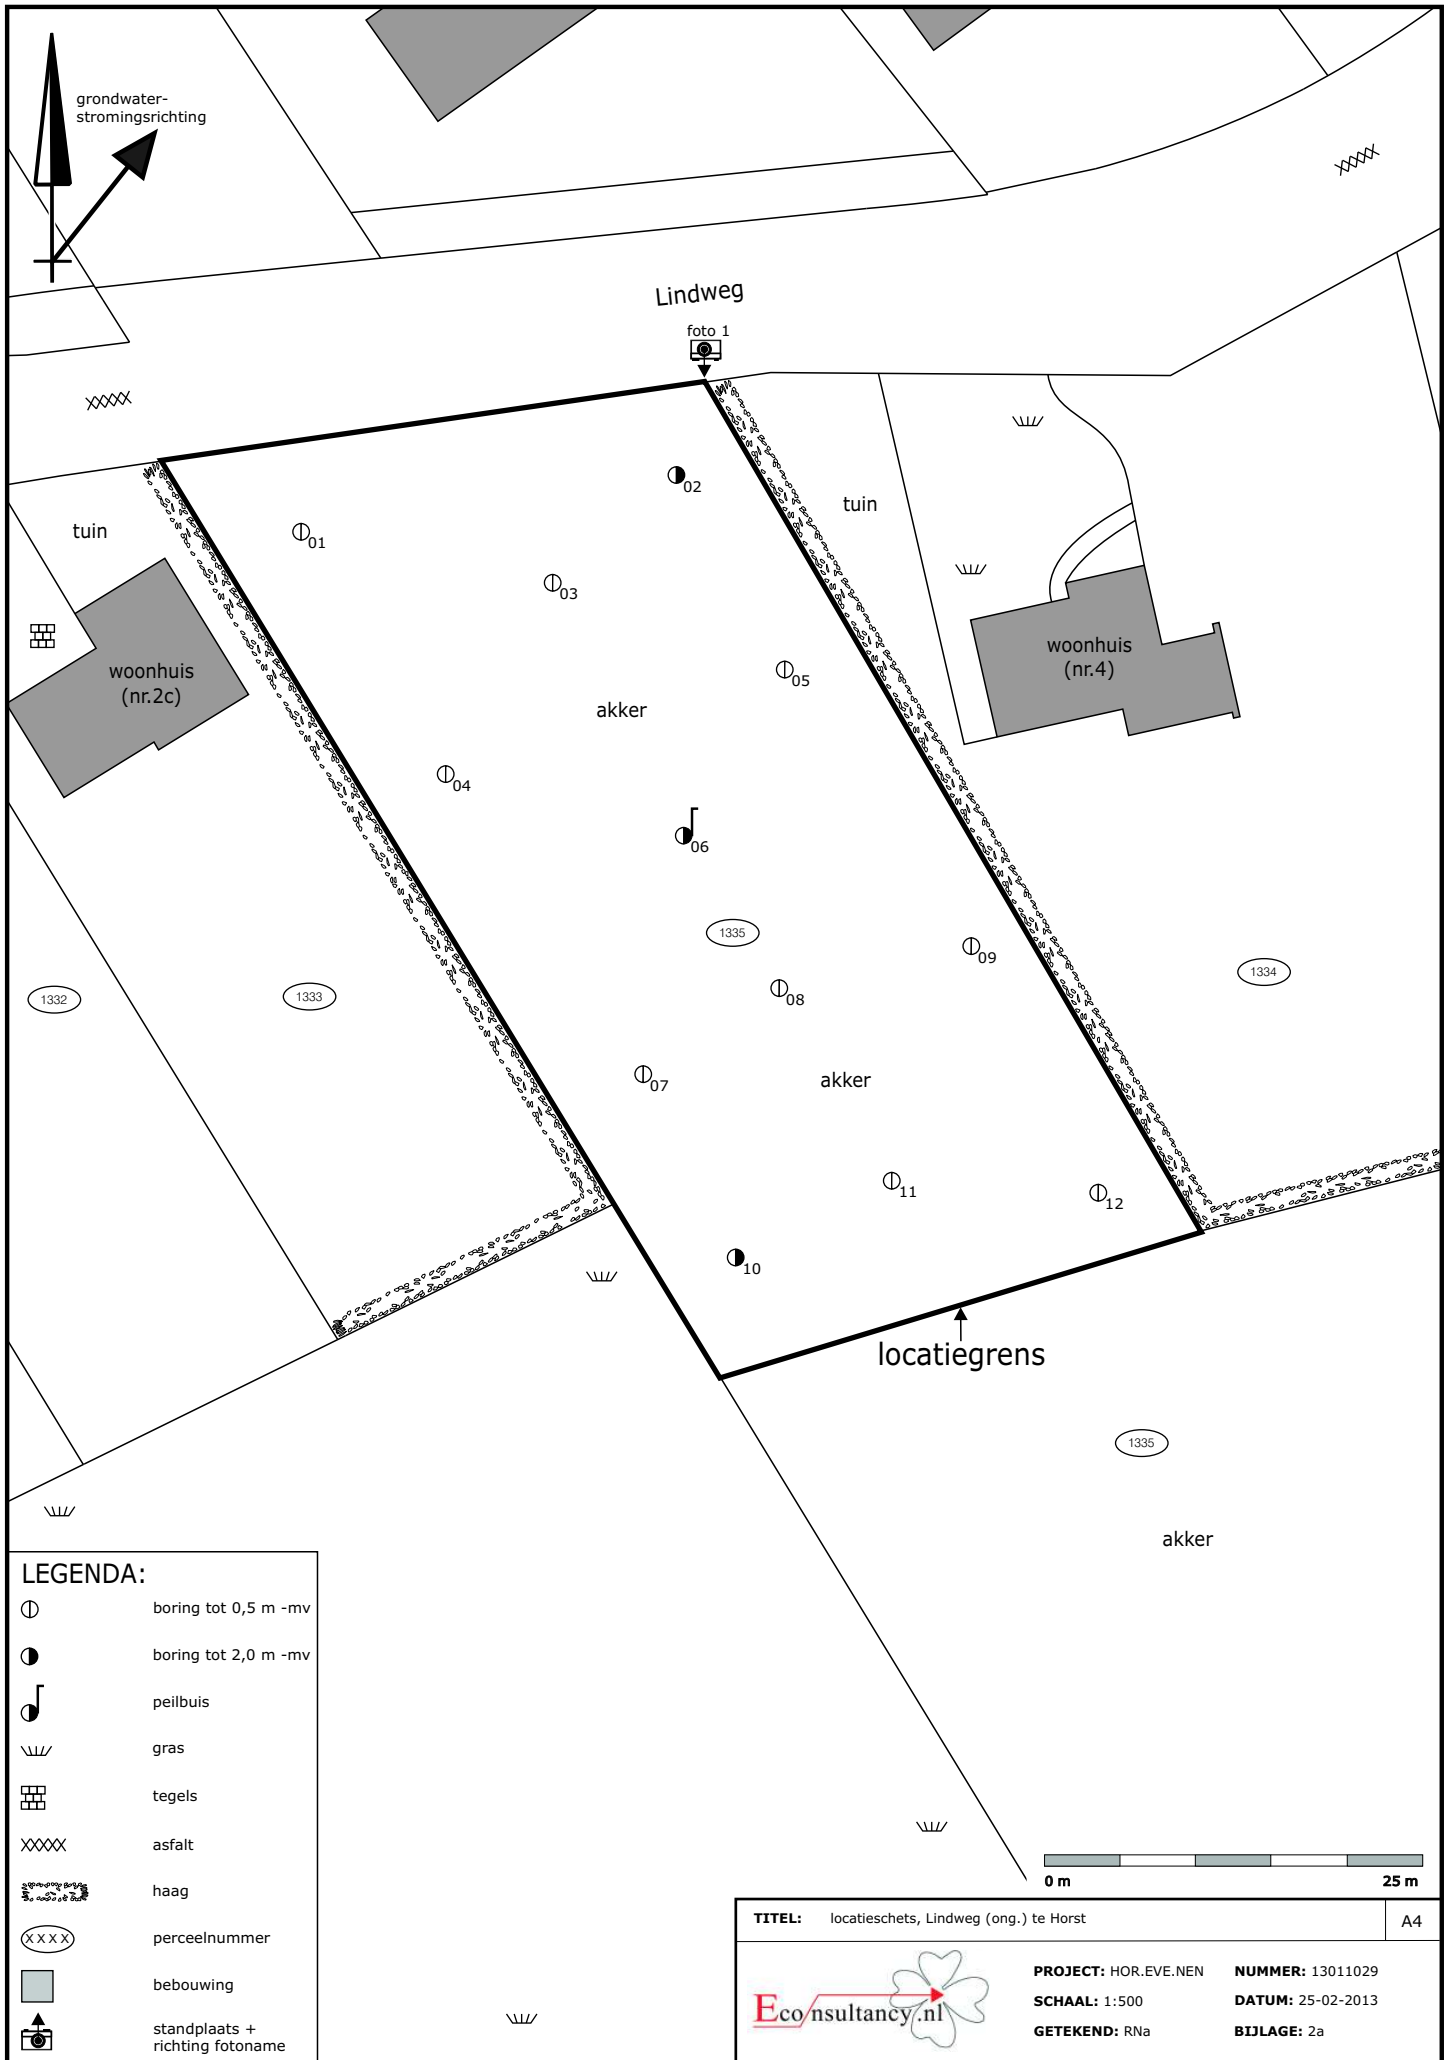 grondwater-
stromingsrichting
Lindweg
foto 1
tuin
01
02
03
tuin
woonhuis
(nr.2c)
woonhuis
(nr.4)
05
akker
04
06
1335
09
1334
1332
1333
08
07
akker
11
12
10
locatiegrens
1335
akker
LEGENDA:
boring tot 0,5 m -mv
boring tot 2,0 m -mv
peilbuis
gras
tegels
asfalt
haag
XXXX perceelnummer
bebouwing
standplaats +
richting fotoname
0 m 25 m
TITEL: locatieschets, Lindweg (ong.) te Horst A4
Econsultancy.nl
PROJECT: HOR.EVE.NEN NUMMER: 13011029
SCHAAL: 1:500 DATUM: 25-02-2013
GETEKEND: RNa BIJLAGE: 2a